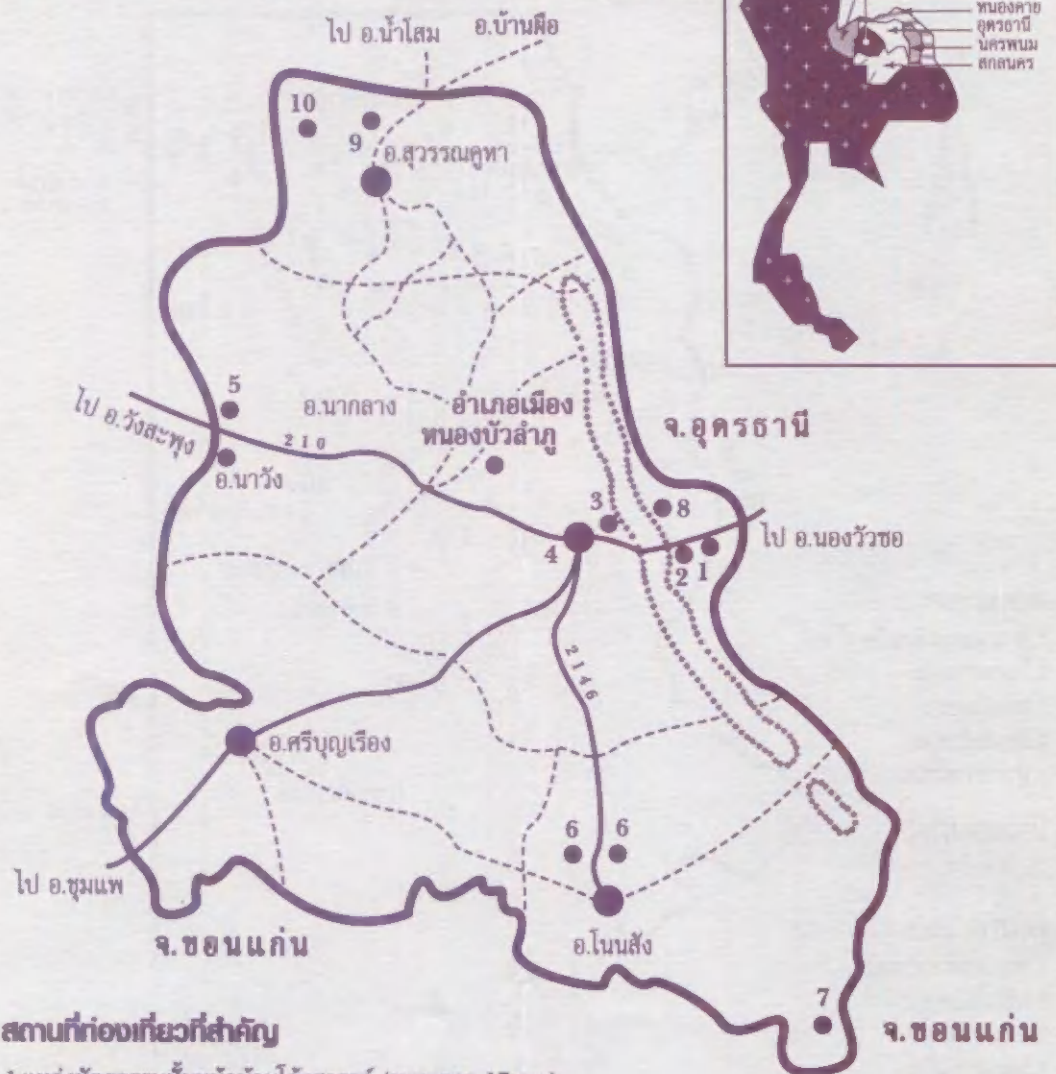 หนองคาย
อุดรธานี
นครพนม
สกลนคร
ไป อ.น้ำโสม
อ.บ้านผือ
10
9
อ.สุวรรณคูหา
5
ไป อ.วังสะพุง
อ.นากลาง
210
อ.นาวัง
อำเภอเมือง
หนองบัวลำภู
จ.อุดรธานี
3
8
4
2
1
ไป อ.นองวัวซอ
2146
อ.ศรีบุญเรือง
6
6
ไป อ.ชุมแพ
จ.ขอนแก่น
อ.โนนสัง
7
จ.ขอนแก่น
สถานที่ท่องเที่ยวที่สำคัญ